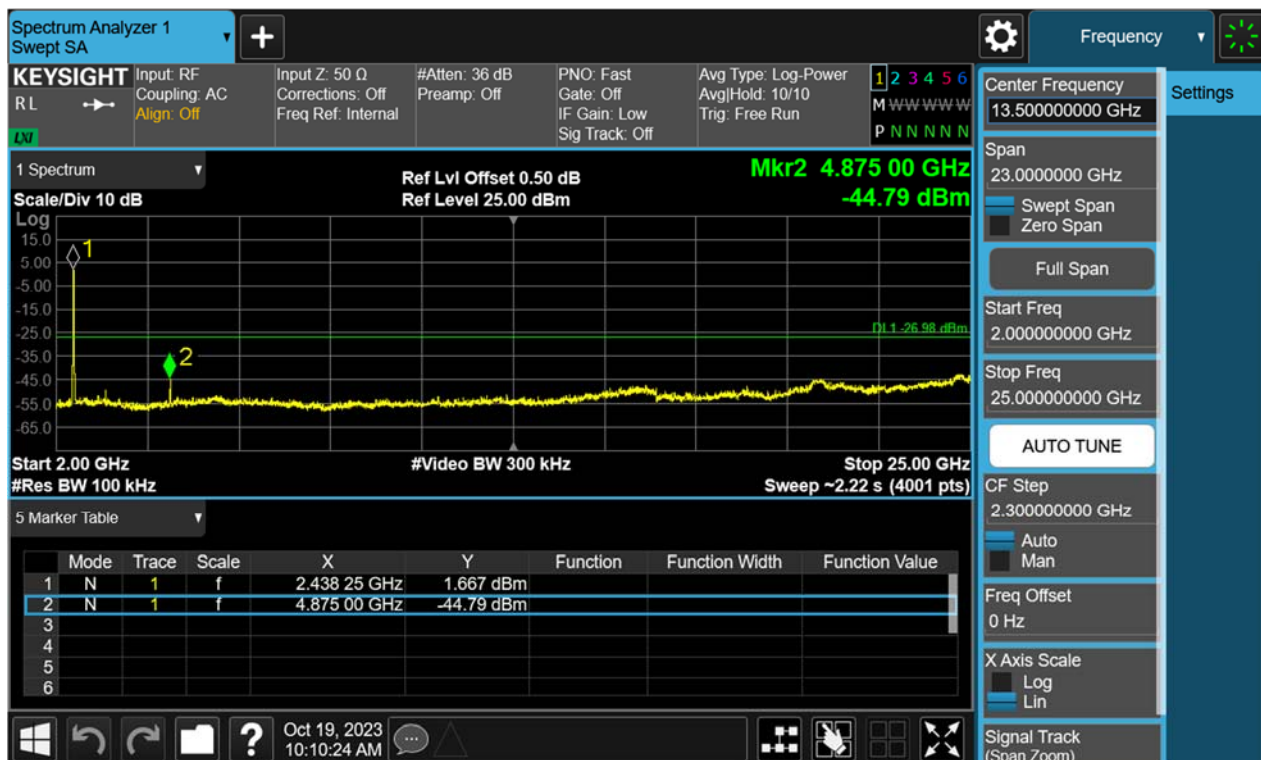 Spectrum Analyzer 1
Swept SA
+
Frequency
KEYSIGHT
RL
LXI
Input: RF
Coupling: AC
Align: Off
Input Z: 50 Ω
Corrections: Off
Freq Ref: Internal
#Atten: 36 dB
Preamp: Off
PNO: Fast
Gate: Off
IF Gain: Low
Sig Track: Off
Avg Type: Log-Power
Avg|Hold: 10/10
Trig: Free Run
1 2 3 4 5 6
M W W W W W
P N N N N N
1 Spectrum
Scale/Div 10 dB
Ref Lvl Offset 0.50 dB
Ref Level 25.00 dBm
Mkr2 4.875 00 GHz
-44.79 dBm
Log
15.0
5.00
-5.00
-15.0
-25.0
-35.0
-45.0
-55.0
-65.0
1
2
DL1 -26.98 dBm
Start 2.00 GHz
#Res BW 100 kHz
#Video BW 300 kHz
Stop 25.00 GHz
Sweep ~2.22 s (4001 pts)
5 Marker Table
Mode Trace Scale X Y Function Function Width Function Value
1 N 1 f 2.438 25 GHz 1.667 dBm
2 N 1 f 4.875 00 GHz -44.79 dBm
3
4
5
6
?
Oct 19, 2023
10:10:24 AM
Center Frequency
13.500000000 GHz
Settings
Span
23.0000000 GHz
Swept Span
Zero Span
Full Span
Start Freq
2.000000000 GHz
Stop Freq
25.000000000 GHz
AUTO TUNE
CF Step
2.300000000 GHz
Auto
Man
Freq Offset
0 Hz
X Axis Scale
Log
Lin
Signal Track
(Span Zoom)